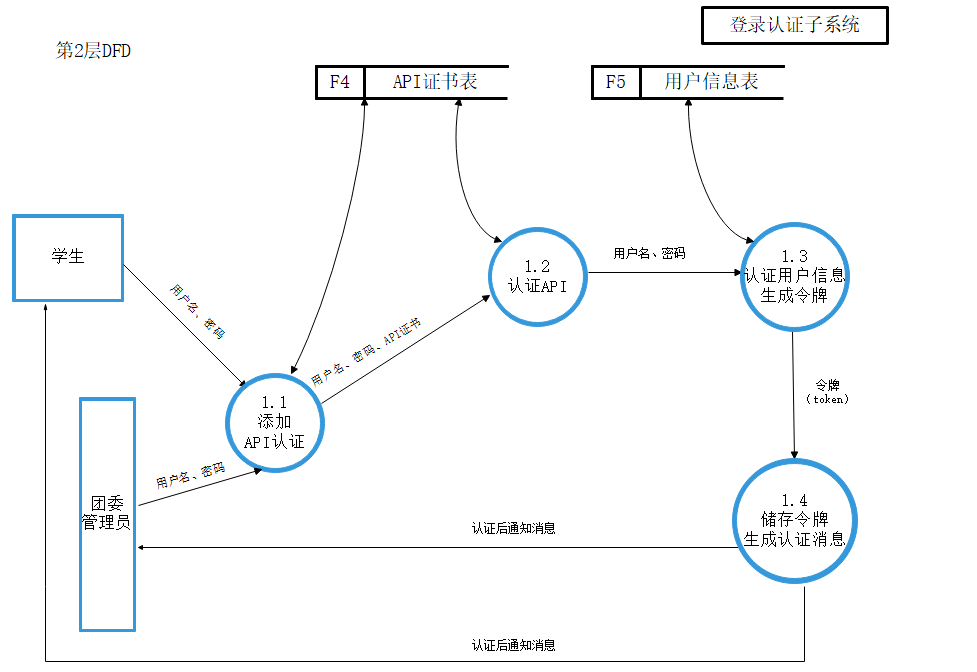 登录认证子系统
第2层DFD
F4
API证书表
F5
用户信息表
学生
用户名、密码
1.2
认证API
用户名、密码
1.3
认证用户信息
生成令牌
用户名、密码、API证书
1.1
添加
API认证
令牌
(token)
用户名、密码
团委
管理员
1.4
储存令牌
生成认证消息
认证后通知消息
认证后通知消息